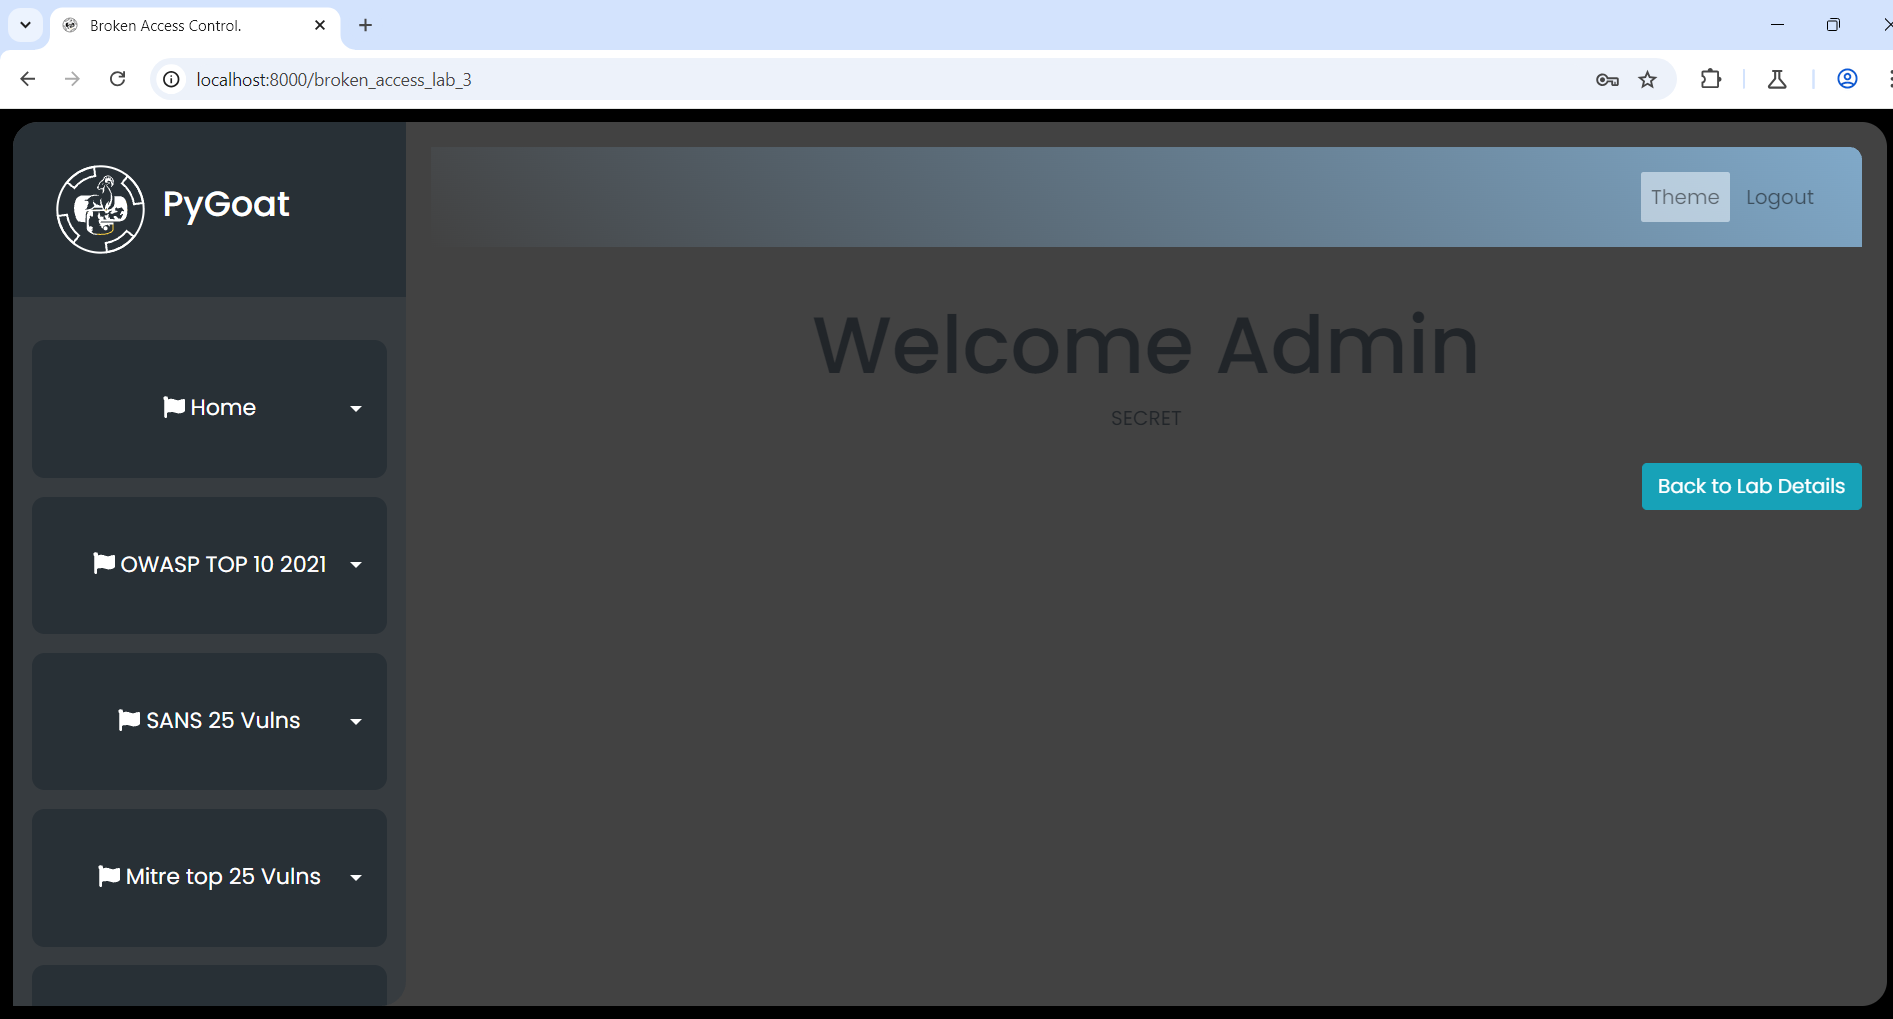 Broken Access Control.
localhost:8000/broken_access_lab_3
PyGoat
Theme Logout
Home
OWASP TOP 10 2021
SANS 25 Vulns
Mitre top 25 Vulns
Welcome Admin
SECRET
Back to Lab Details